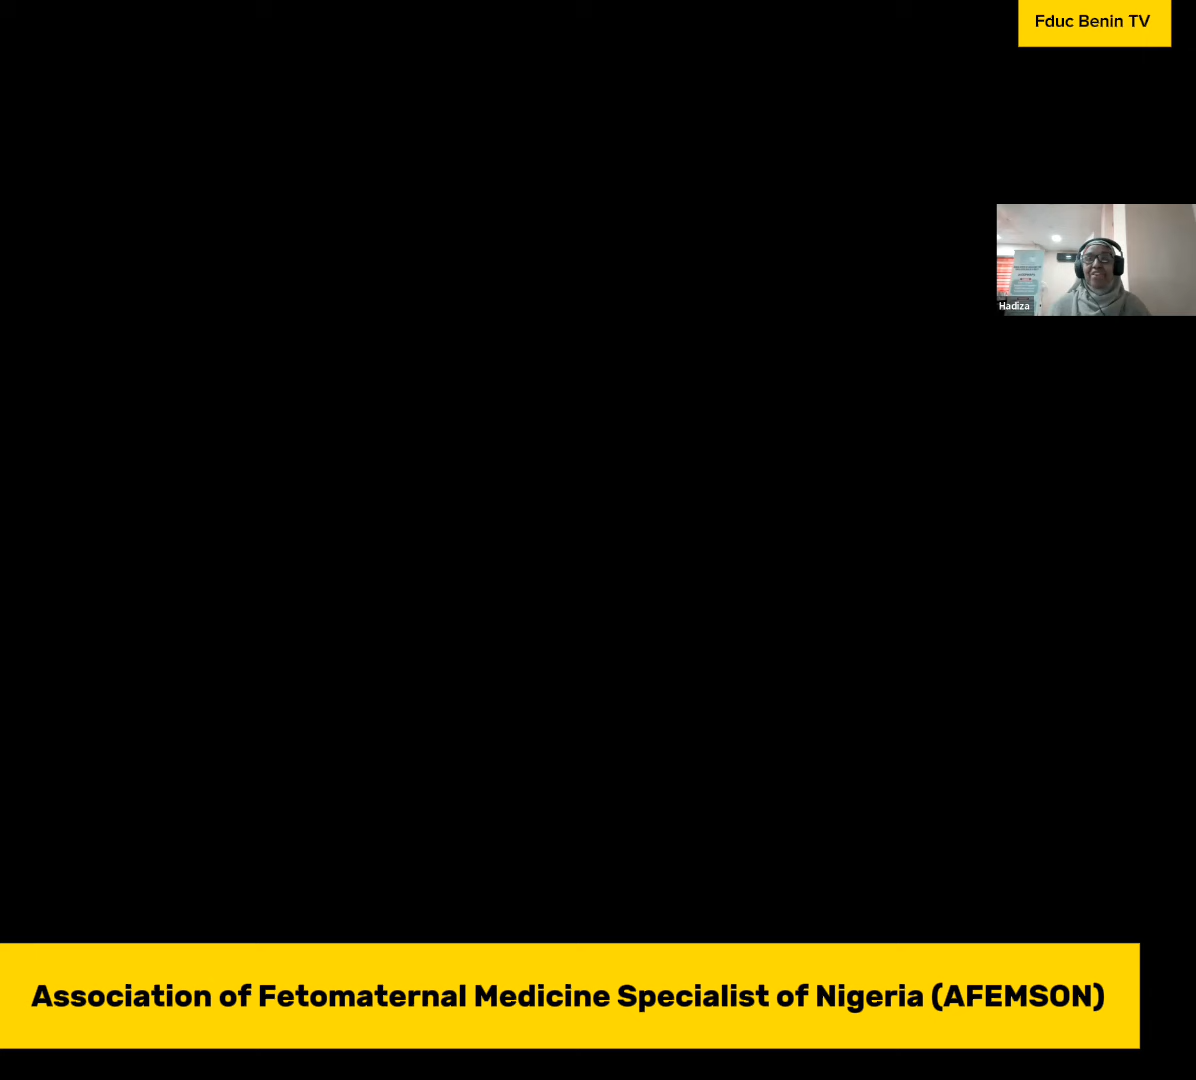 Fduc Benin TV
Hadiza
Association of Fetomaternal Medicine Specialist of Nigeria (AFEMSON)